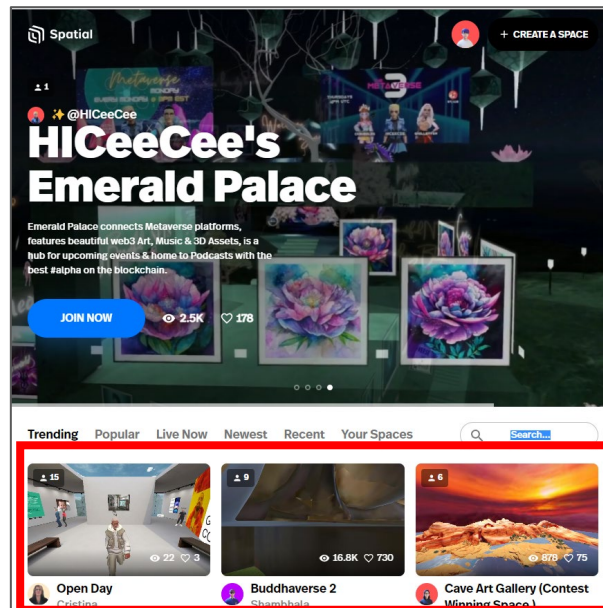 Spatial
+ CREATE A SPACE
1
✨ @HICeeCee
HICeeCee's
Emerald Palace
Emerald Palace connects Metaverse platforms,
features beautiful web3 Art, Music & 3D Assets, is a
hub for upcoming events & home to Podcasts with the
best #alpha on the blockchain.
JOIN NOW 2.5K 178
Trending Popular Live Now Newest Recent Your Spaces Search...
15 9 6
22 3 16.8K 730 878 75
Open Day Buddhaverse 2 Cave Art Gallery (Contest
Cristina Shambhala Winning Space )